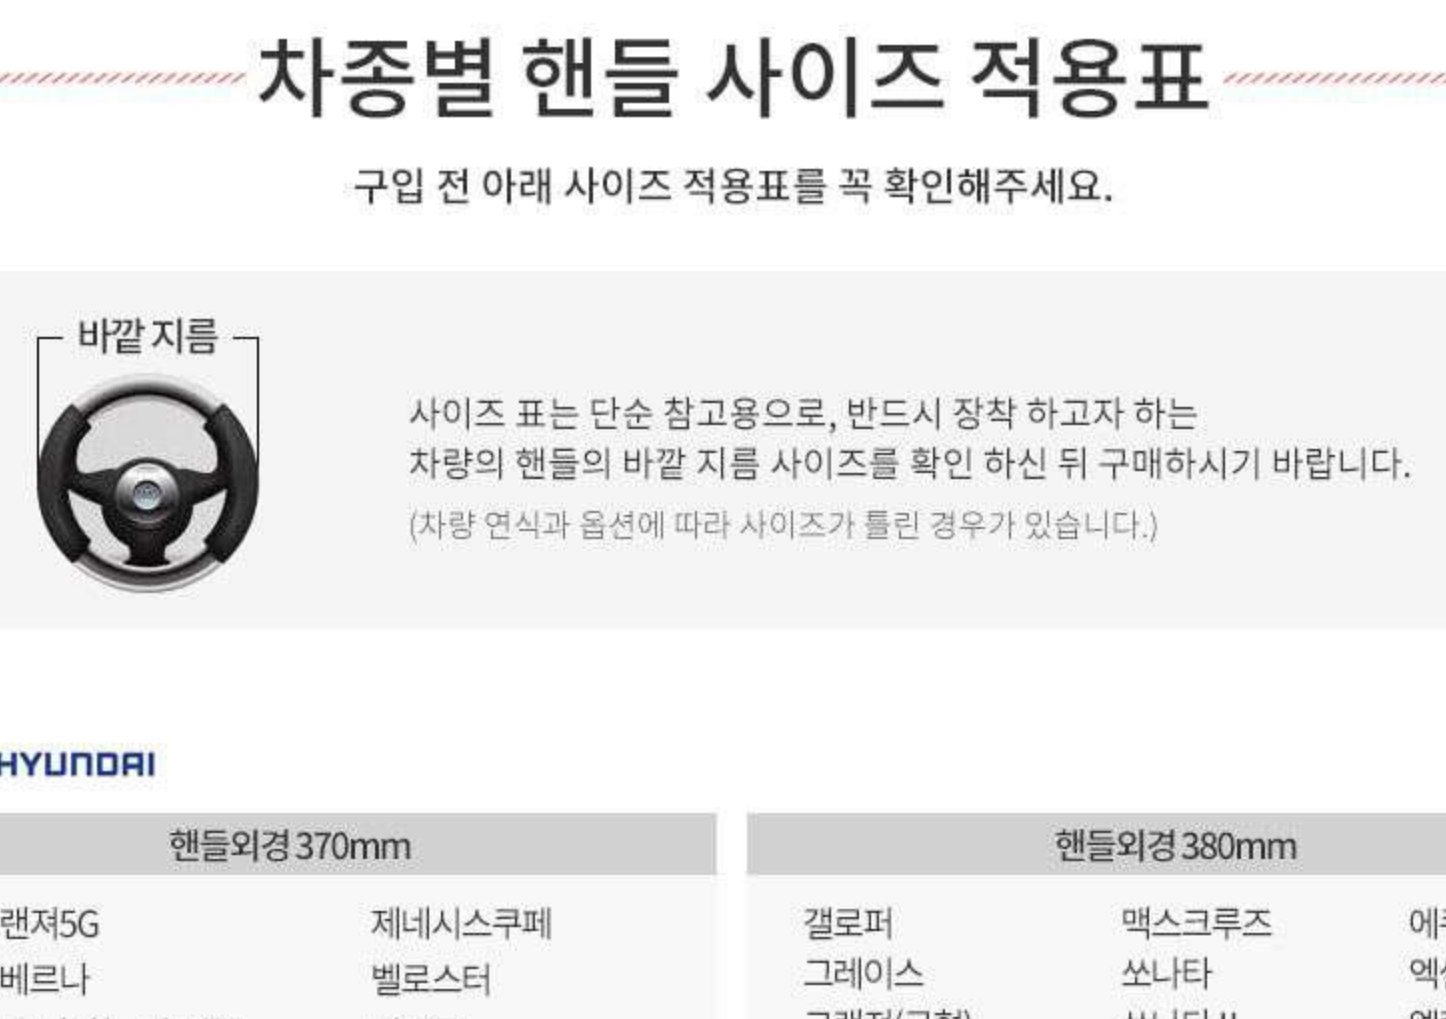 차종별 핸들 사이즈 적용표
구입 전 아래 사이즈 적용표를 꼭 확인해주세요.
바깥 지름
사이즈 표는 단순 참고용으로, 반드시 장착 하고자 하는
차량의 핸들의 바깥 지름 사이즈를 확인 하신 뒤 구매하시기 바랍니다.
(차량 연식과 옵션에 따라 사이즈가 틀린 경우가 있습니다.)
HYUNDAI
핸들외경 370mm
랜져5G 제네시스쿠페
베르나 벨로스터
핸들외경 380mm
갤로퍼 맥스크루즈
그레이스 쏘나타